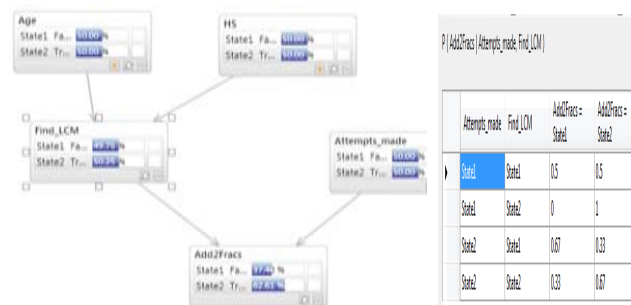 Age
State1 Fa... 50.00 %
State2 Tr... 50.00 %
HS
State1 Fa... 50.00 %
State2 Tr... 50.00 %
Find_LCM
State1 Fa... 49.75 %
State2 Tr... %
Attempts_made
State1 Fa... 50.00 %
State2 Tr... 50.00 %
Add2Fracs
State1 Fa... %
State2 Tr... %
P ( Add2Fracs | Attempts_made, Find_LCM )
Attempts_made Find_LCM Add2Fracs = State1 Add2Fracs = State2
State1 State1 0.5 0.5
State1 State2 0 1
State2 State1 0.67 0.33
State2 State2 0.33 0.67